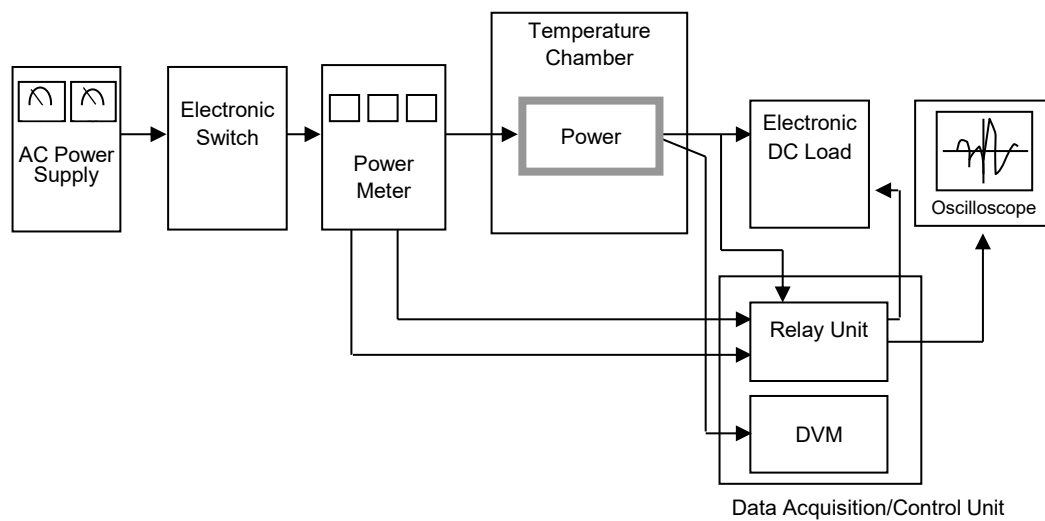 AC Power
Supply
Electronic
Switch
Power
Meter
Temperature
Chamber
Power
Electronic
DC Load
Oscilloscope
Relay Unit
DVM
Data Acquisition/Control Unit